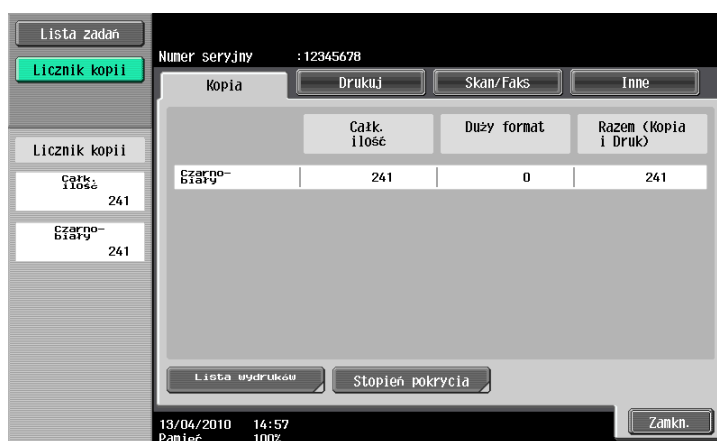 Lista zadań
Licznik kopii
Numer seryjny :12345678
Kopia
Drukuj
Skan/Faks
Inne
Całk.
ilość
Duży format
Razem (Kopia
i Druk)
Czarno-
biały
241
0
241
Licznik kopii
Całk.
ilość
241
Czarno-
biały
241
Lista wydruków
Stopień pokrycia
13/04/2010 14:57
Pamięć 100%
Zamkn.